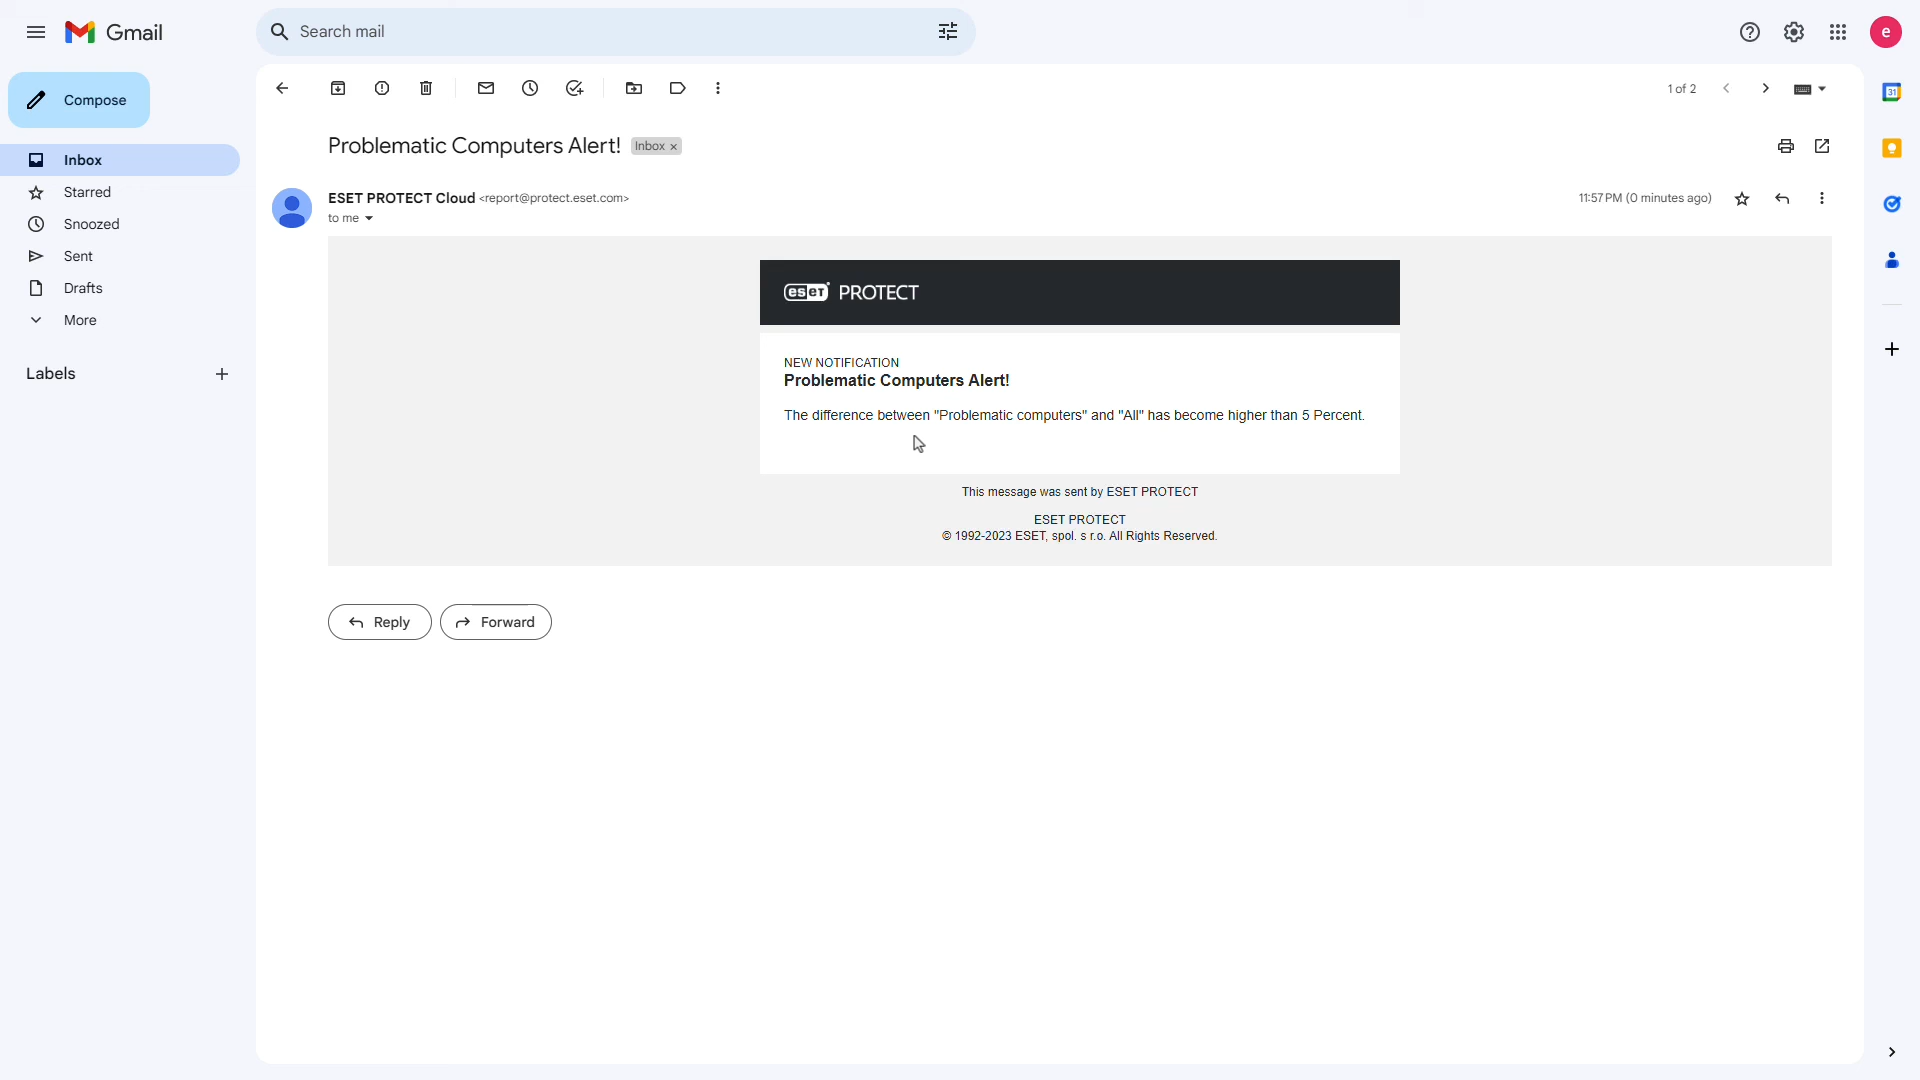 Gmail
Search mail
e
Compose
1 of 2
31
Inbox
Starred
Snoozed
Sent
Drafts
More
Labels
Problematic Computers Alert! Inbox x
ESET PROTECT Cloud <report@protect.eset.com>
to me
11:57 PM (0 minutes ago)
eseT PROTECT
NEW NOTIFICATION
Problematic Computers Alert!
The difference between "Problematic computers" and "All" has become higher than 5 Percent.
This message was sent by ESET PROTECT
ESET PROTECT
© 1992-2023 ESET, spol. s r.o. All Rights Reserved.
Reply
Forward